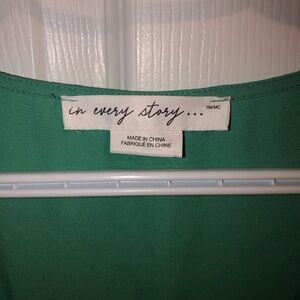 in every story...
TM/MC
MADE IN CHINA
FABRIQUÉ EN CHINE